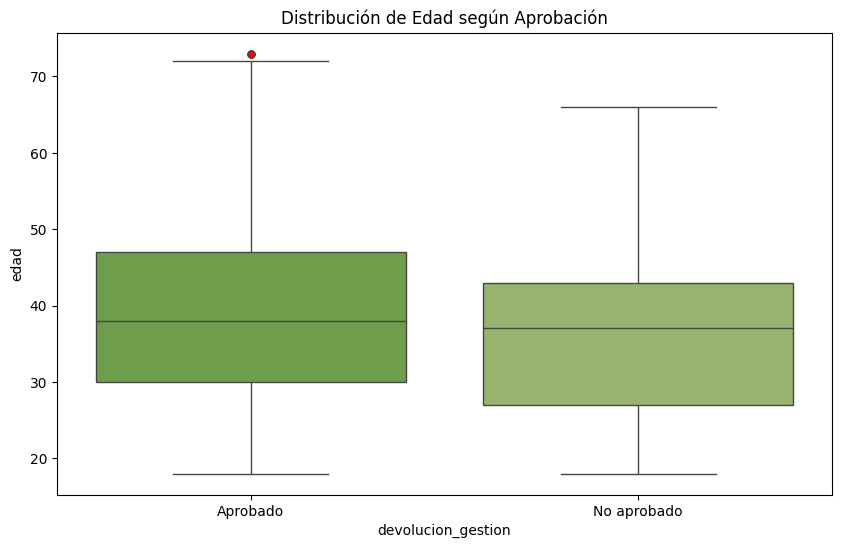 Distribución de Edad según Aprobación
70
60
50
40
30
20
edad
Aprobado
No aprobado
devolucion_gestion